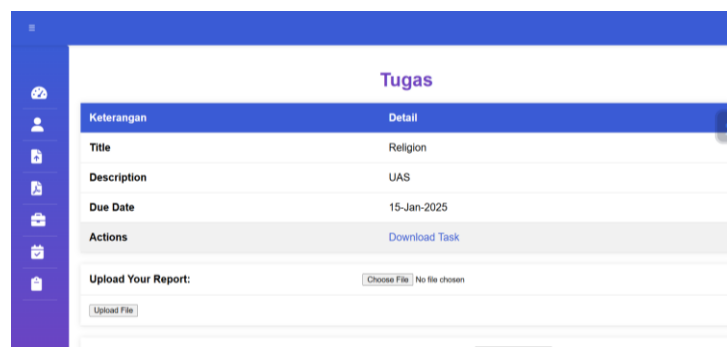 Tugas
Keterangan Detail
Title Religion
Description UAS
Due Date 15-Jan-2025
Actions Download Task
Upload Your Report: Choose File No file chosen
Upload File